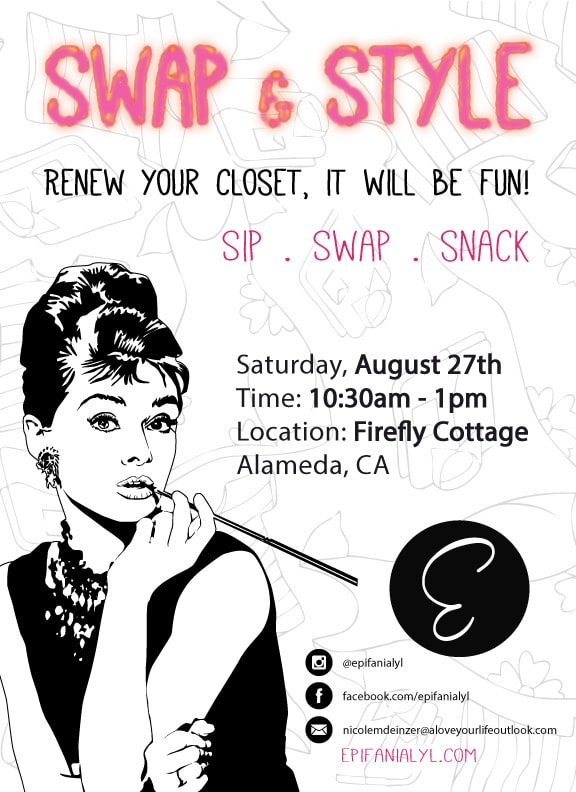 SWAP & STYLE
RENEW YOUR CLOSET, IT WILL BE FUN!
SIP . SWAP . SNACK
Saturday, August 27th
Time: 10:30am - 1pm
Location: Firefly Cottage
Alameda, CA
E
@epifanialyl
facebook.com/epifanialyl
nicolemdeinzer@aloveyourlifeoutlook.com
EPIFANIALYL.COM